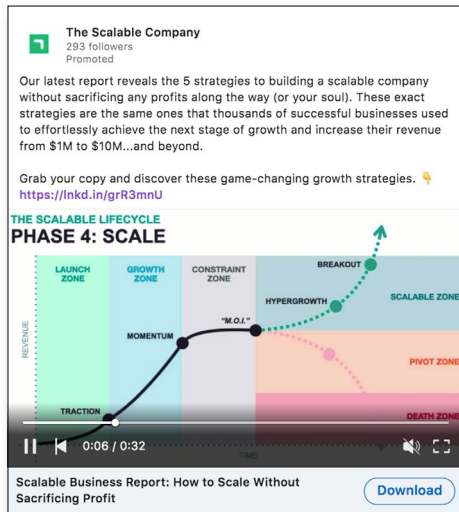 The Scalable Company
293 followers
Promoted
Our latest report reveals the 5 strategies to building a scalable company
without sacrificing any profits along the way (or your soul). These exact
strategies are the same ones that thousands of successful businesses used
to effortlessly achieve the next stage of growth and increase their revenue
from $1M to $10M...and beyond.
Grab your copy and discover these game-changing growth strategies. 👇
https://lnkd.in/grR3mnU
THE SCALABLE LIFECYCLE
PHASE 4: SCALE
LAUNCH
ZONE
GROWTH
ZONE
CONSTRAINT
ZONE
BREAKOUT
SCALABLE ZONE
HYPERGROWTH
"M.O.I."
MOMENTUM
REVENUE
PIVOT ZONE
TRACTION
DEATH ZONE
0:06 / 0:32
TIME
Scalable Business Report: How to Scale Without
Sacrificing Profit
Download